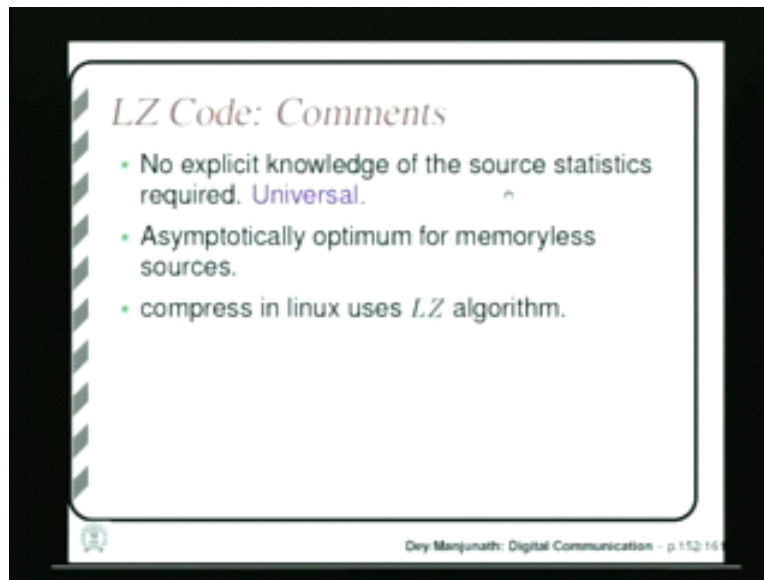 LZ Code: Comments
No explicit knowledge of the source statistics
required. Universal.
Asymptotically optimum for memoryless
sources.
compress in linux uses LZ algorithm.
Dey/Manjunath: Digital Communication - p.152/161